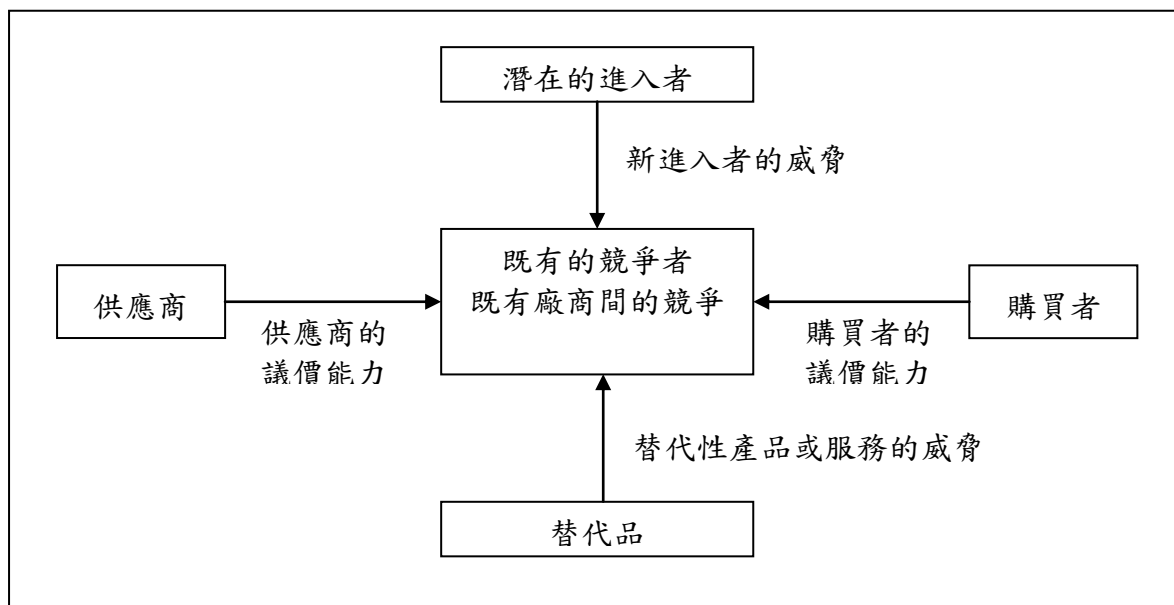 潛在的進入者
新進入者的威脅
既有的競爭者
既有廠商間的競爭
供應商
供應商的
議價能力
購買者
購買者的
議價能力
替代性產品或服務的威脅
替代品